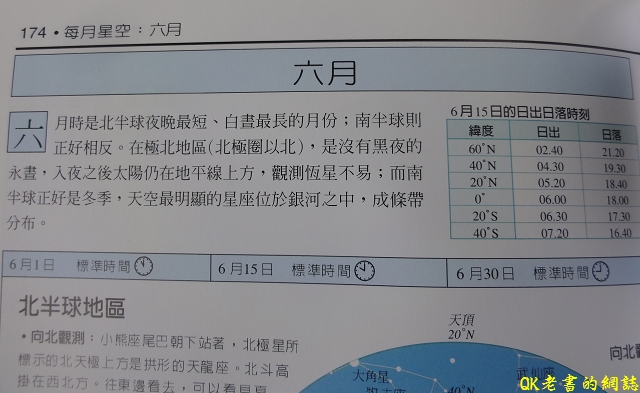 174 • 每月星空：六月
六月
六
月時是北半球夜晚最短、白晝最長的月份；南半球則
正好相反。在極北地區(北極圈以北)，是沒有黑夜的
永晝，入夜之後太陽仍在地平線上方，觀測恆星不易；而南
半球正好是冬季，天空最明顯的星座位於銀河之中，成條帶
分布。
6月15日的日出日落時刻
緯度 日出 日落
60°N 02.40 21.20
40°N 04.30 19.30
20°N 05.20 18.40
0° 06.00 18.00
20°S 06.30 17.30
40°S 07.20 16.40
6月1日 標準時間
6月15日 標準時間
6月30日 標準時間
北半球地區
• 向北觀測：小熊座尾巴朝下站著，北極星所
標示的北天極上方是拱形的天龍座。北斗高
掛在西北方。往東邊看去，可以看見夏
天頂
20°N
大角星
牧夫座
40°N
武仙座
向北
QK老書的網誌